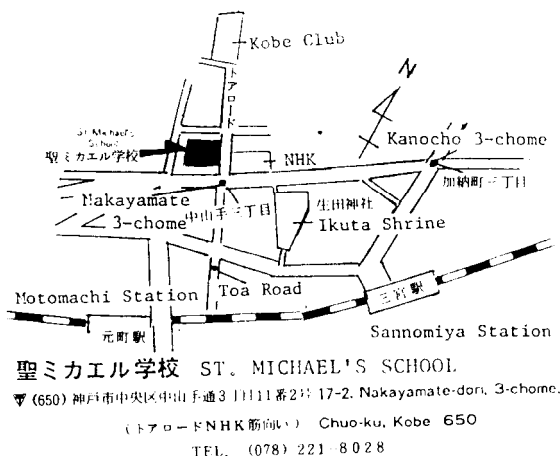 Kobe Club
トアロード
N
St. Michael's
School
聖ミカエル学校
Kanocho 3-chome
NHK
加納町三丁目
Nakayamate
3-chome
中山手三丁目
生田神社
Ikuta Shrine
Motomachi Station
Toa Road
三宮駅
元町駅
Sannomiya Station
聖ミカエル学校 ST. MICHAEL'S SCHOOL
(650) 神戸市中央区中山手通3丁目11番2号 17-2, Nakayamate-dori, 3-chome,
(トアロードNHK筋向い) Chuo-ku, Kobe 650
TEL. (078) 221-8028